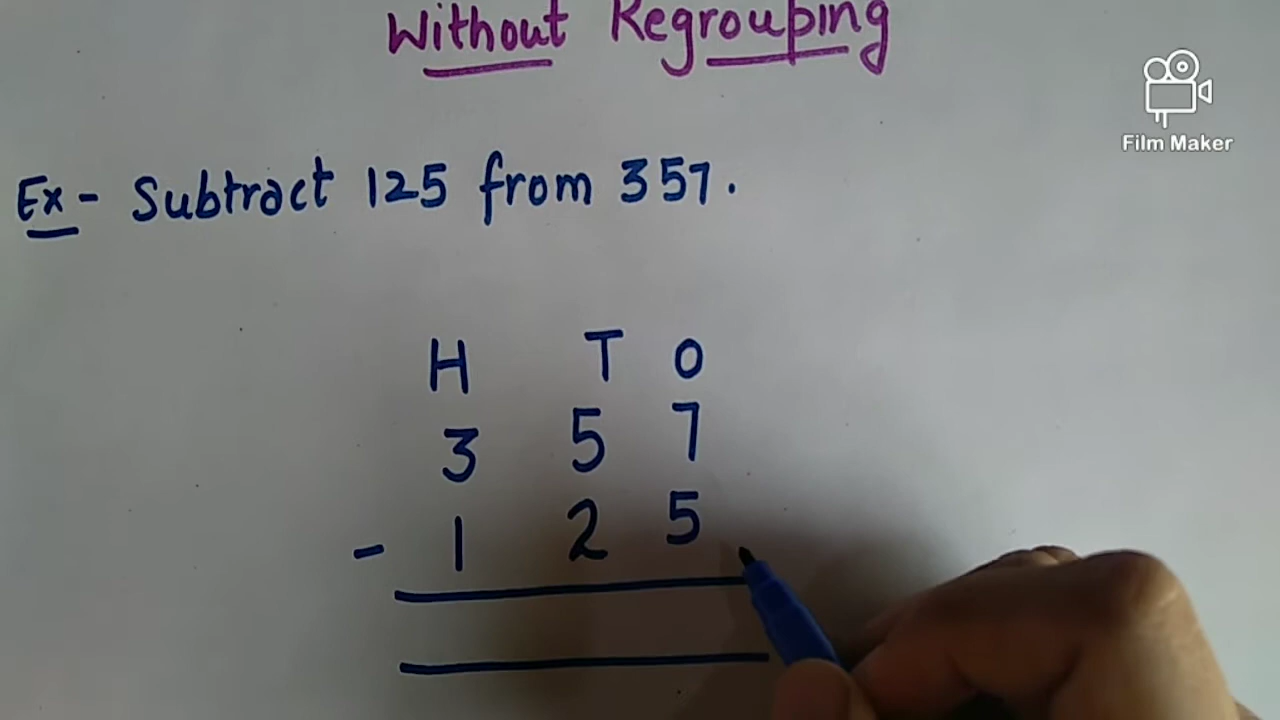 Without Regrouping
Film Maker
Ex - Subtract 125 from 357.
H T O
3 5 7
- 1 2 5